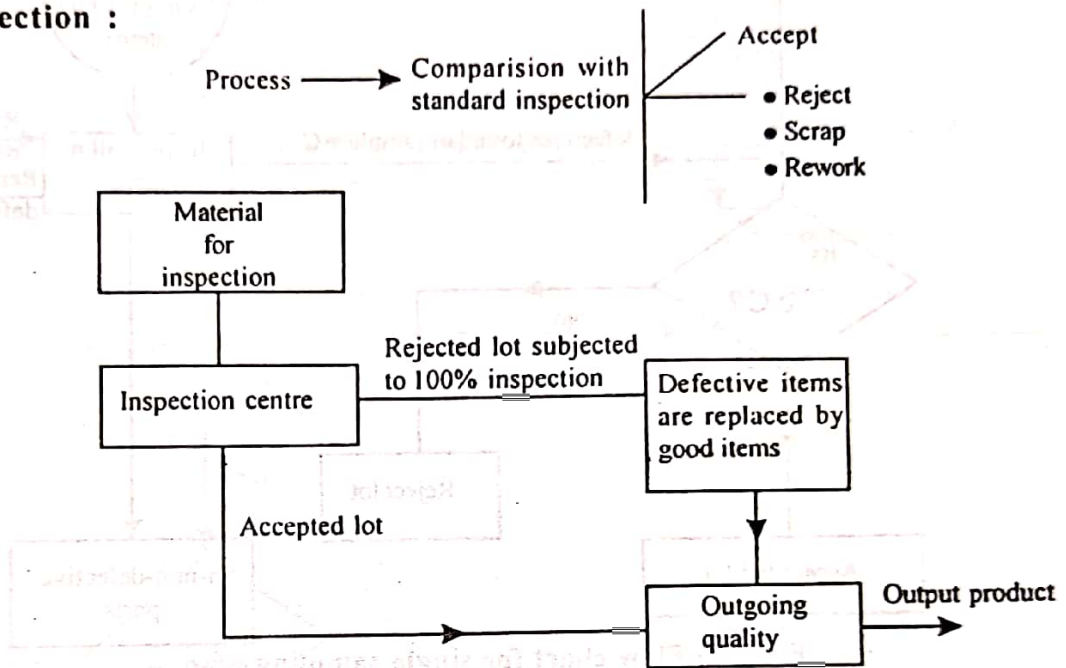 ection :
Process
Comparision with
standard inspection
Accept
• Reject
• Scrap
• Rework
Material
for
inspection
Inspection centre
Rejected lot subjected
to 100% inspection
Defective items
are replaced by
good items
Accepted lot
Outgoing
quality
Output product